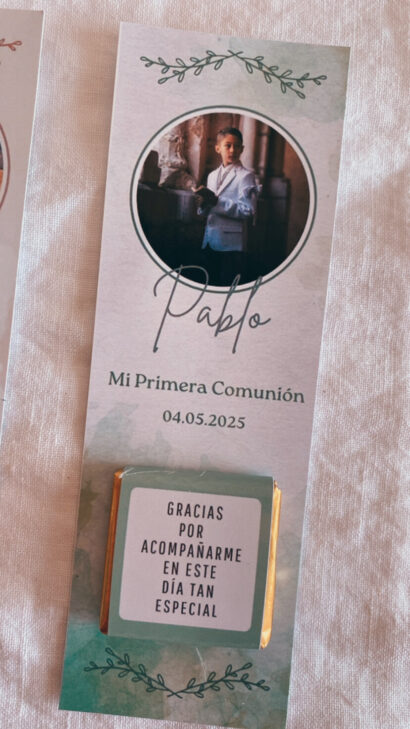 Pablo
Mi Primera Comunión
04.05.2025
GRACIAS
POR
ACOMPAÑARME
EN ESTE
DÍA TAN
ESPECIAL